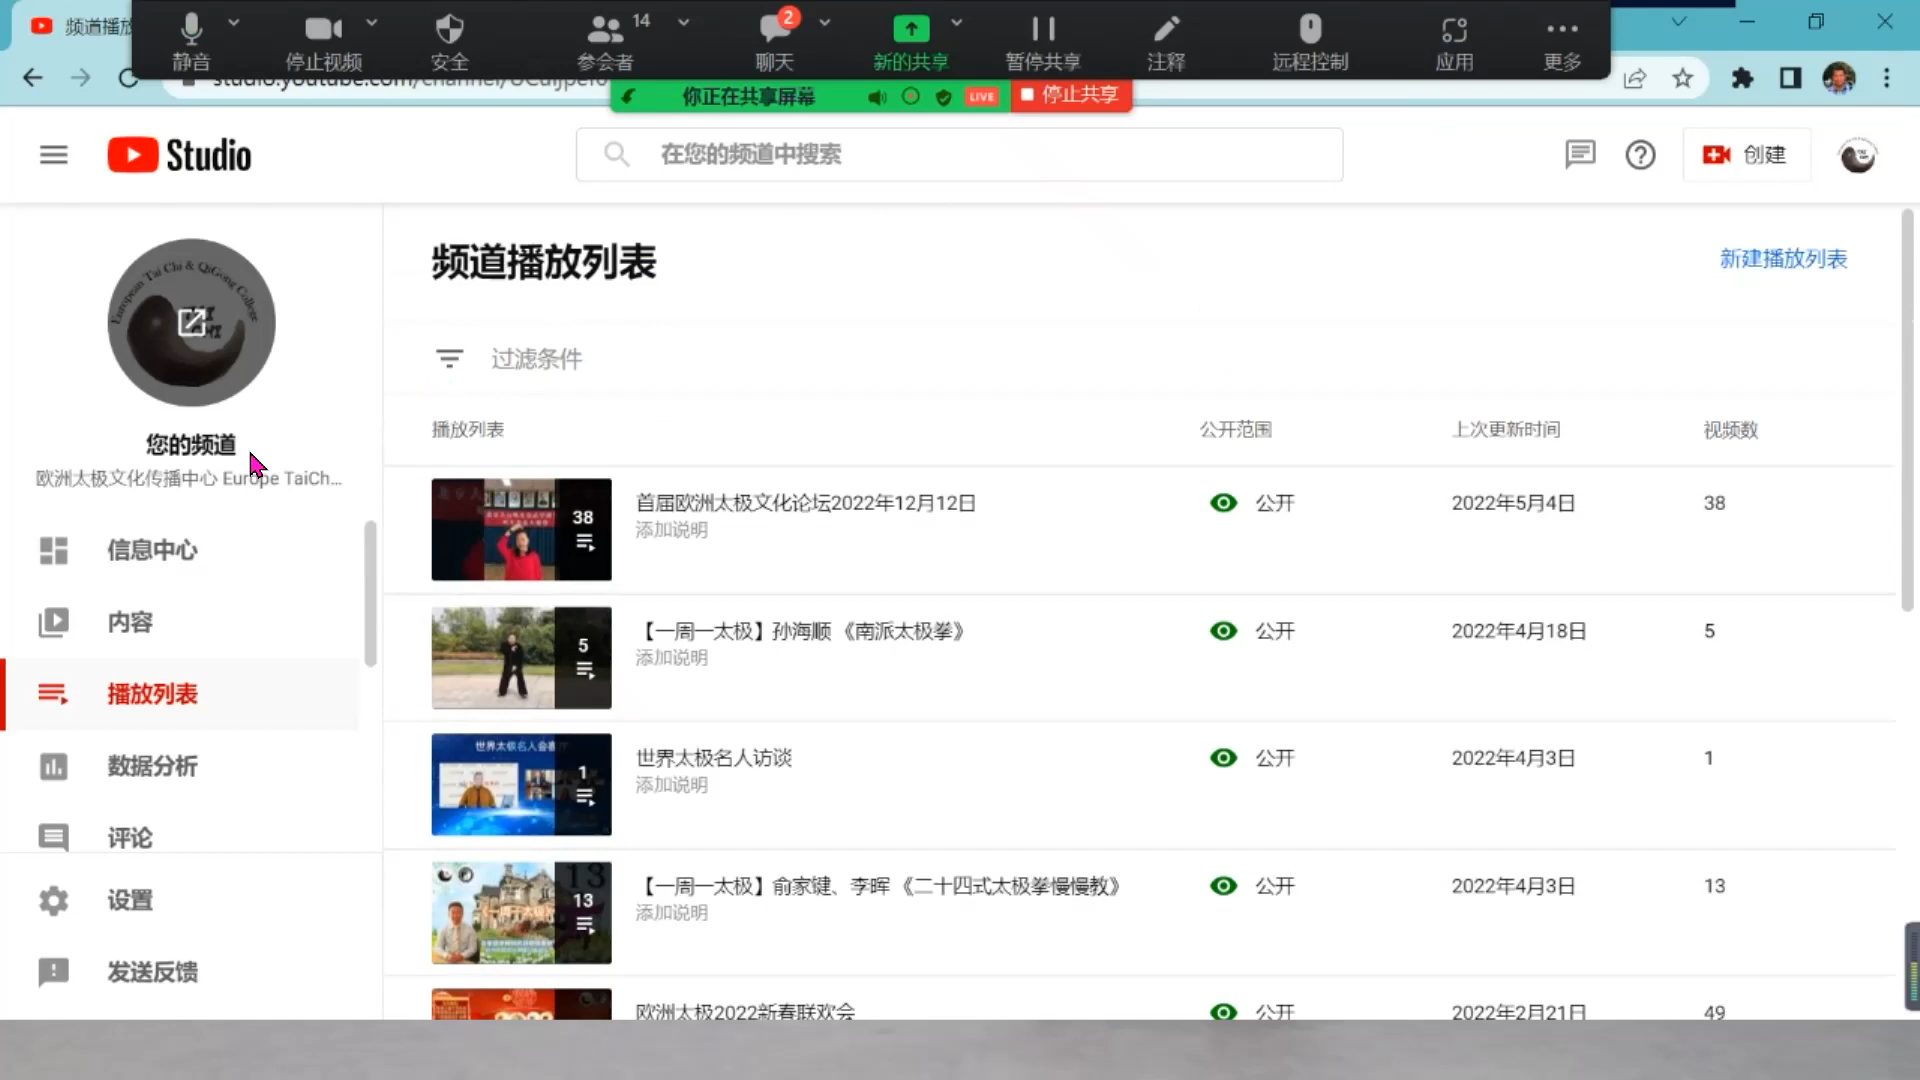 频道播放
静音
停止视频
安全
14
参会者
2
聊天
新的共享
暂停共享
注释
远程控制
应用
更多
你正在共享屏幕
LIVE
停止共享
Studio
在您的频道中搜索
创建
European Tai Chi & QiGong College
您的频道
欧洲太极文化传播中心 Europe TaiCh...
信息中心
内容
播放列表
数据分析
评论
设置
发送反馈
频道播放列表
新建播放列表
过滤条件
播放列表
公开范围
上次更新时间
视频数
38
首届欧洲太极文化论坛2022年12月12日
添加说明
公开
2022年5月4日
38
5
【一周一太极】孙海顺《南派太极拳》
添加说明
公开
2022年4月18日
5
世界太极名人会客
1
世界太极名人访谈
添加说明
公开
2022年4月3日
1
13
【一周一太极】俞家键、李晖《二十四式太极拳慢慢教》
添加说明
公开
2022年4月3日
13
欧洲太极2022新春联欢会
公开
2022年2月21日
49